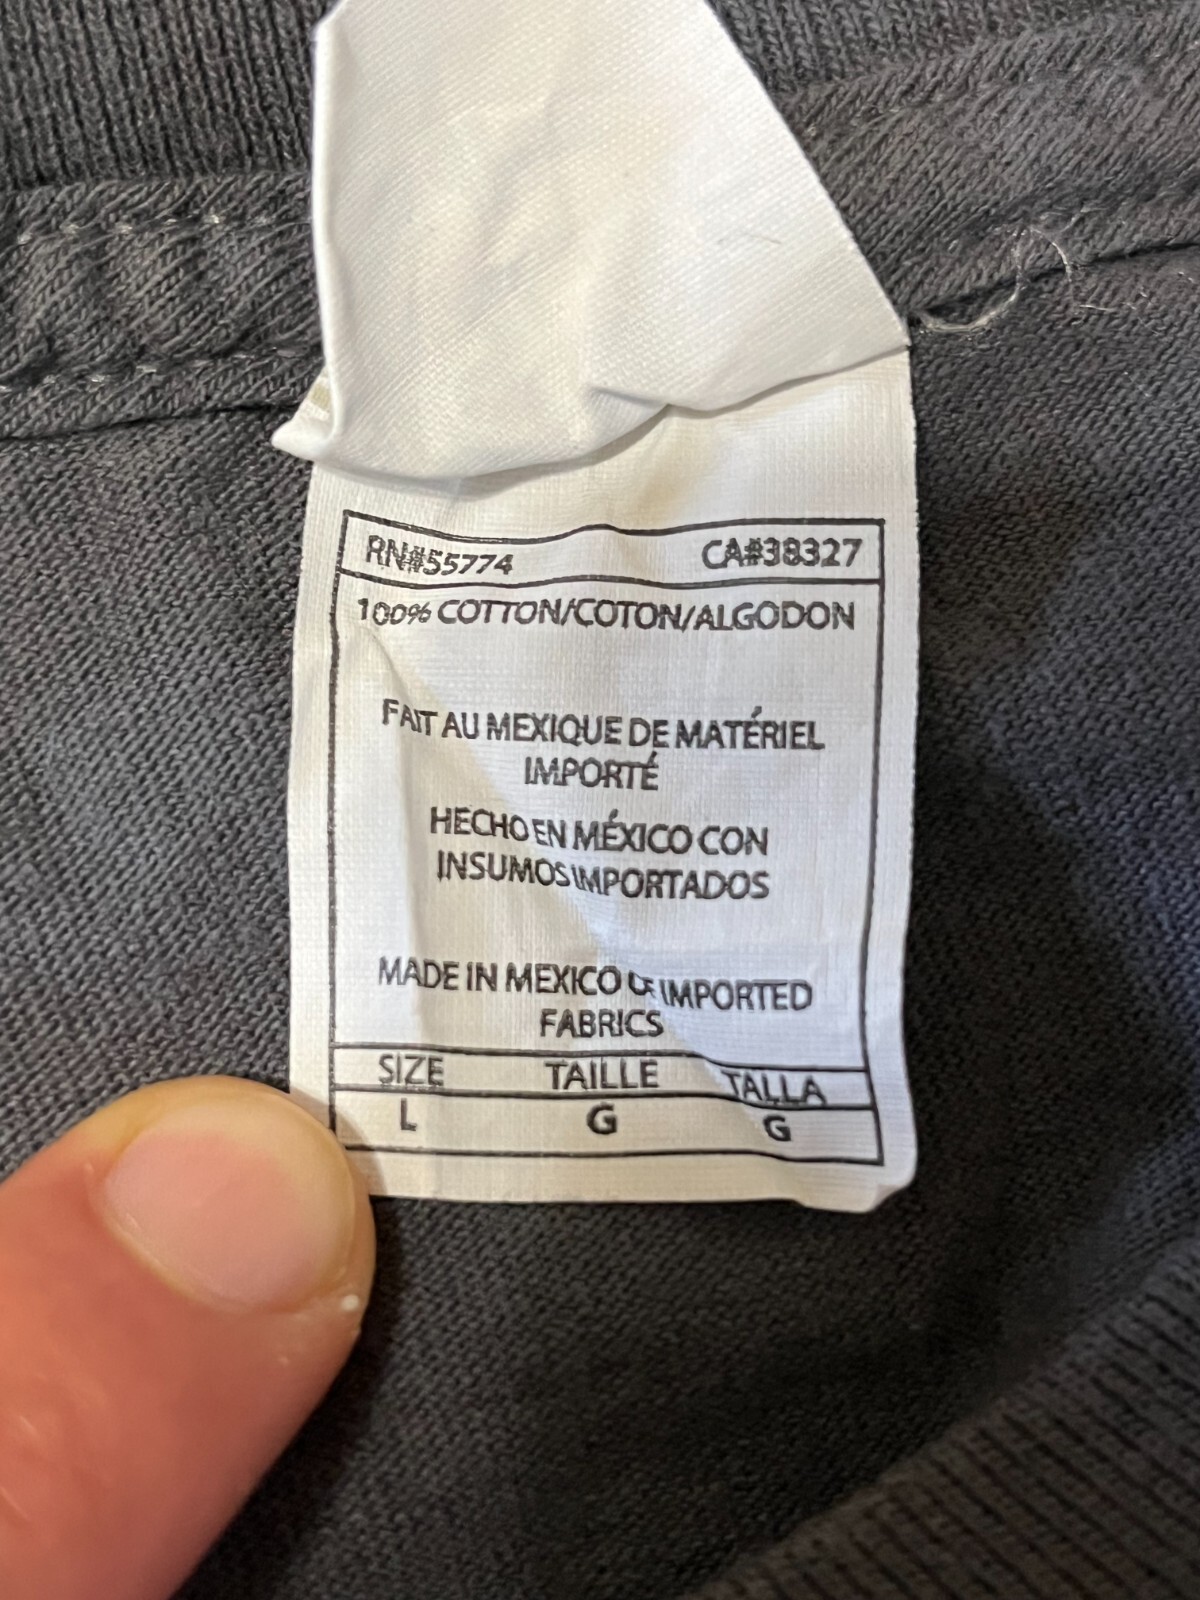 RN#55774 CA#38327
100% COTTON/COTON/ALGODON
FAIT AU MEXIQUE DE MATÉRIEL
IMPORTÉ
HECHO EN MÉXICO CON
INSUMOS IMPORTADOS
MADE IN MEXICO OF IMPORTED
FABRICS
SIZE TAILLE TALLA
L G G